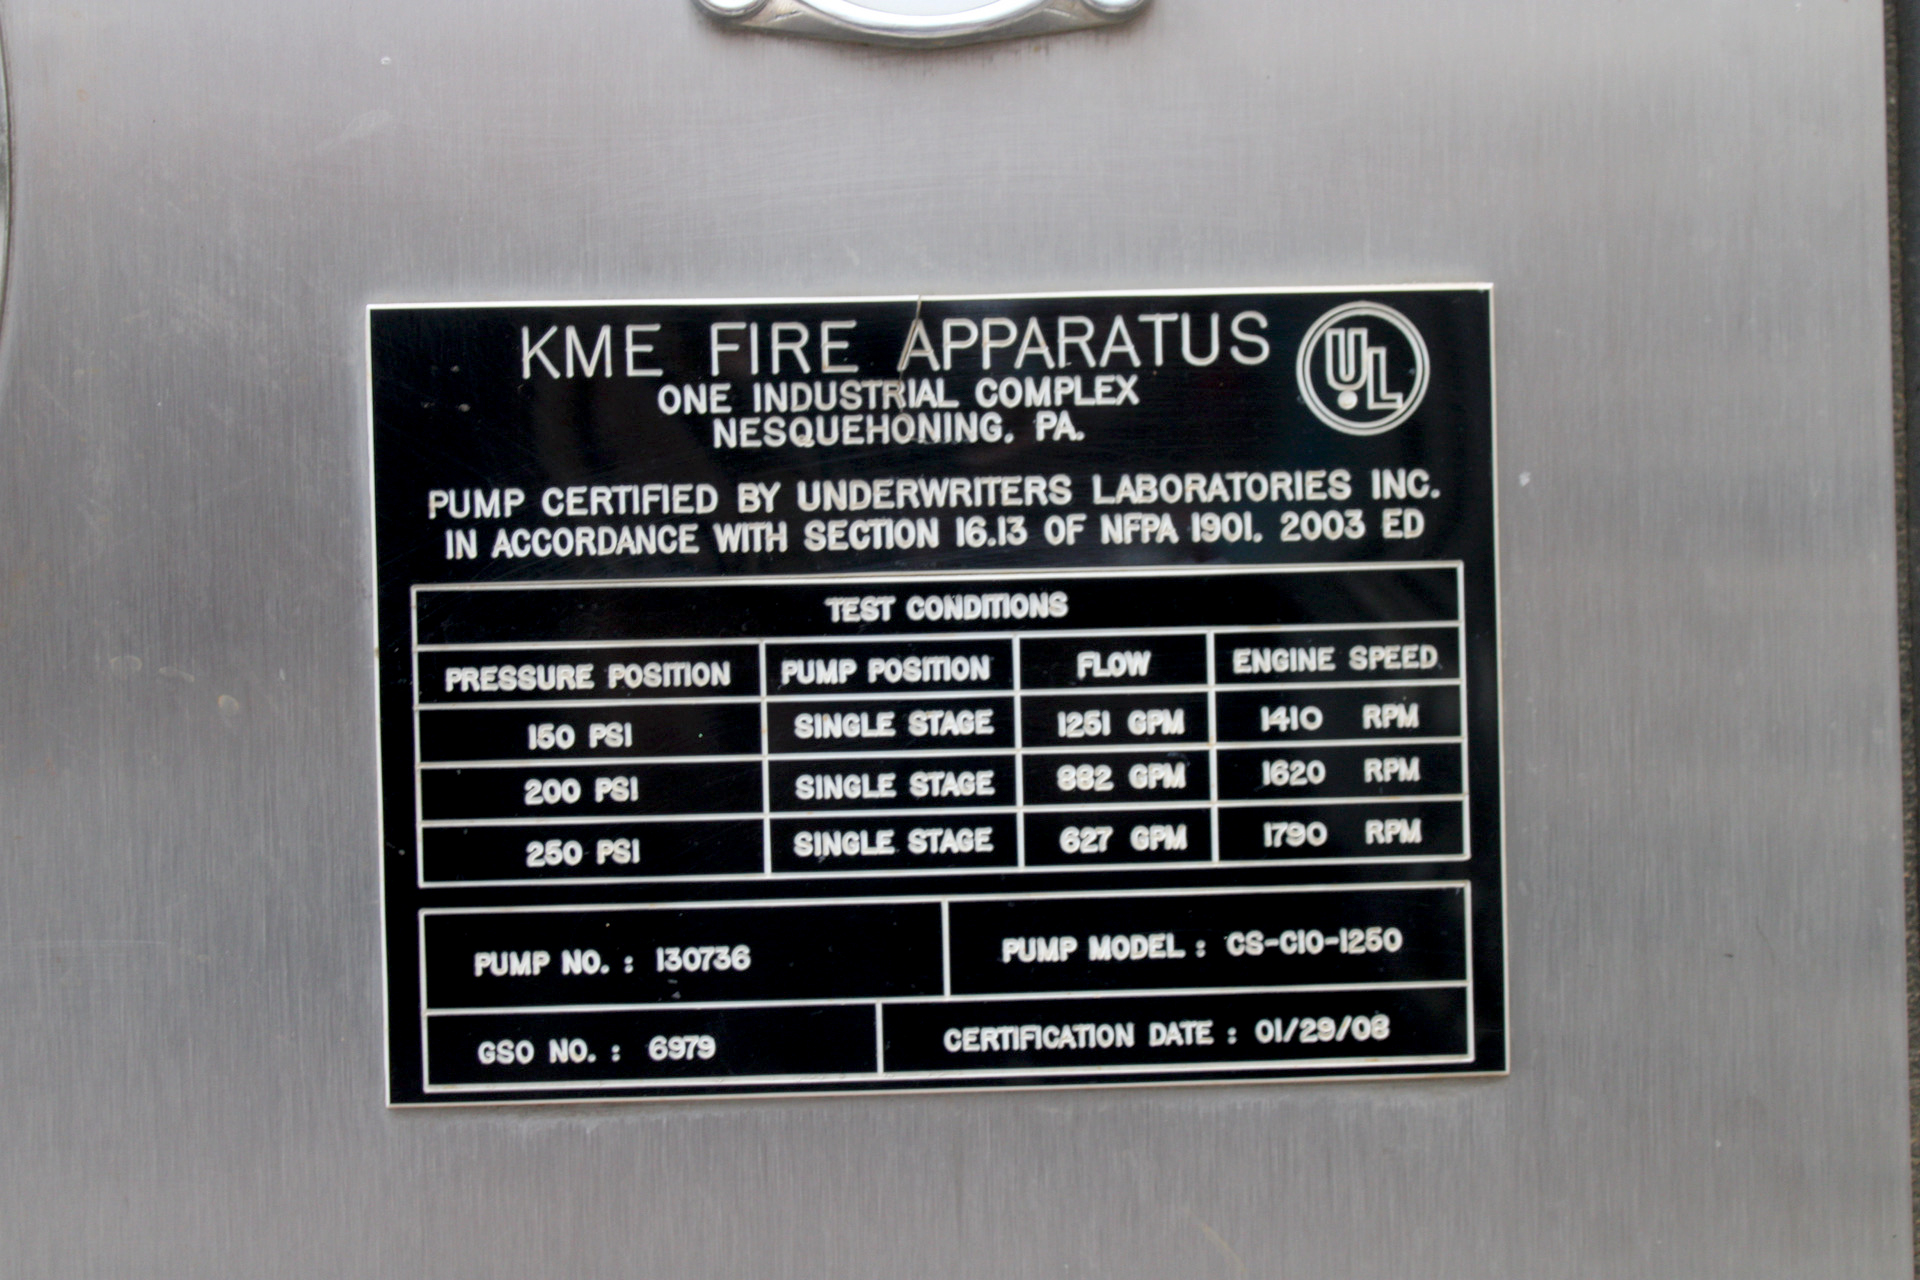 KME FIRE APPARATUS
UL
ONE INDUSTRIAL COMPLEX
NESQUEHONING, PA.
PUMP CERTIFIED BY UNDERWRITERS LABORATORIES INC.
IN ACCORDANCE WITH SECTION 16.13 OF NFPA 1901, 2003 ED
TEST CONDITIONS
PRESSURE POSITION PUMP POSITION FLOW ENGINE SPEED
150 PSI SINGLE STAGE 1251 GPM 1410 RPM
200 PSI SINGLE STAGE 882 GPM 1620 RPM
250 PSI SINGLE STAGE 627 GPM 1790 RPM
PUMP NO. : 130736 PUMP MODEL : CS-C10-1250
GSO NO. : 6979 CERTIFICATION DATE : 01/29/08